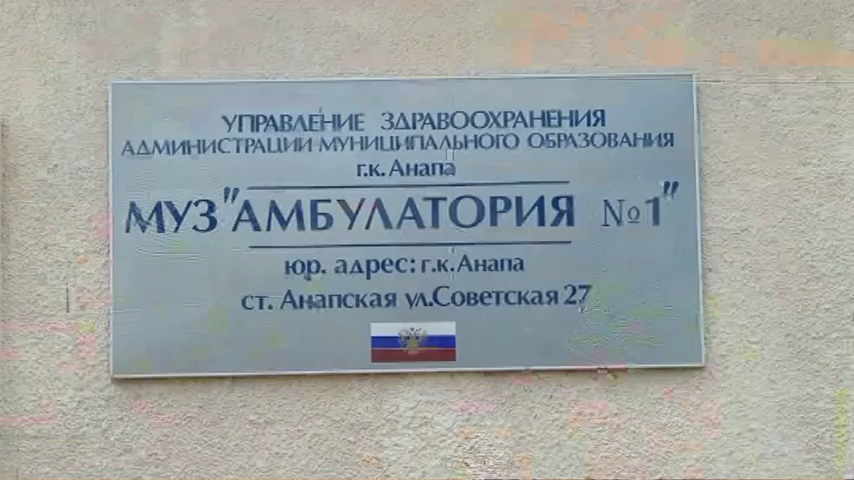 УПРАВЛЕНИЕ ЗДРАВООХРАНЕНИЯ
АДМИНИСТРАЦИИ МУНИЦИПАЛЬНОГО ОБРАЗОВАНИЯ
г.к. Анапа
МУЗ "АМБУЛАТОРИЯ №1"
юр. адрес: г.к. Анапа
ст. Анапская ул.Советская 27